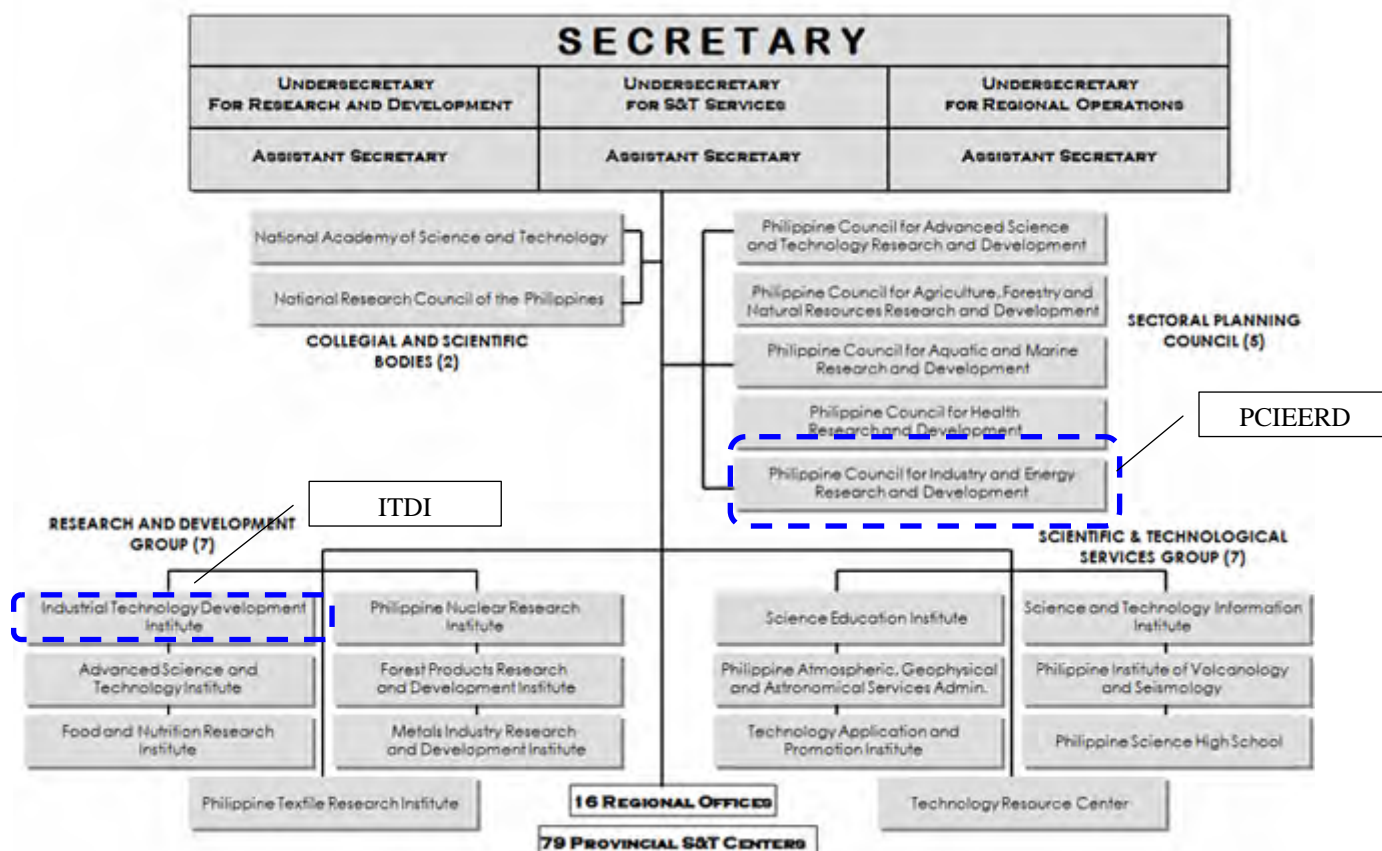 SECRETARY
UNDERSECRETARY
FOR RESEARCH AND DEVELOPMENT
UNDERSECRETARY
FOR S&T SERVICES
UNDERSECRETARY
FOR REGIONAL OPERATIONS
ASSISTANT SECRETARY
ASSISTANT SECRETARY
ASSISTANT SECRETARY
National Academy of Science and Technology
National Research Council of the Philippines
COLLEGIAL AND SCIENTIFIC
BODIES (2)
Philippine Council for Advanced Science
and Technology Research and Development
Philippine Council for Agriculture, Forestry and
Natural Resources Research and Development
Philippine Council for Aquatic and Marine
Research and Development
Philippine Council for Health
Research and Development
Philippine Council for Industry and Energy
Research and Development
SECTORAL PLANNING
COUNCIL (5)
PCIEERD
ITDI
RESEARCH AND DEVELOPMENT
GROUP (7)
Industrial Technology Development
Institute
Philippine Nuclear Research
Institute
Advanced Science and
Technology Institute
Forest Products Research
and Development Institute
Food and Nutrition Research
Institute
Metals Industry Research
and Development Institute
Philippine Textile Research Institute
SCIENTIFIC & TECHNOLOGICAL
SERVICES GROUP (7)
Science Education Institute
Science and Technology Information
Institute
Philippine Atmospheric, Geophysical
and Astronomical Services Admin.
Philippine Institute of Volcanology
and Seismology
Technology Application and
Promotion Institute
Philippine Science High School
Technology Resource Center
16 REGIONAL OFFICES
79 PROVINCIAL S&T CENTERS